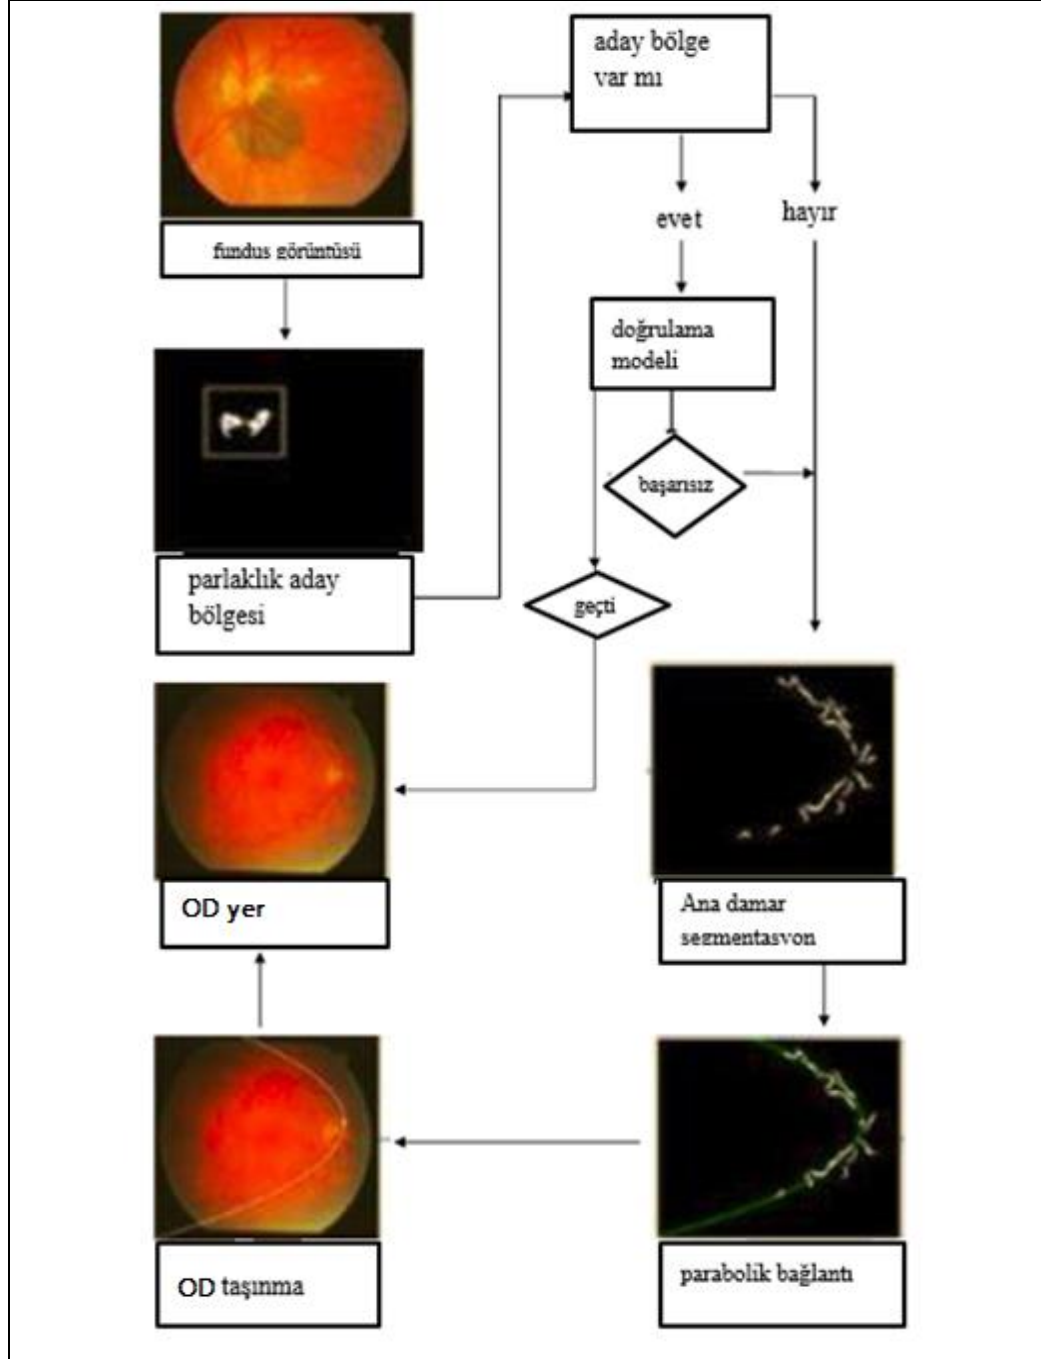 fundus görüntüsü
parlaklık aday
bölgesi
aday bölge
var mı
evet
hayır
doğrulama
modeli
başarısız
geçti
OD yer
Ana damar
segmentasyon
parabolik bağlantı
OD taşınma